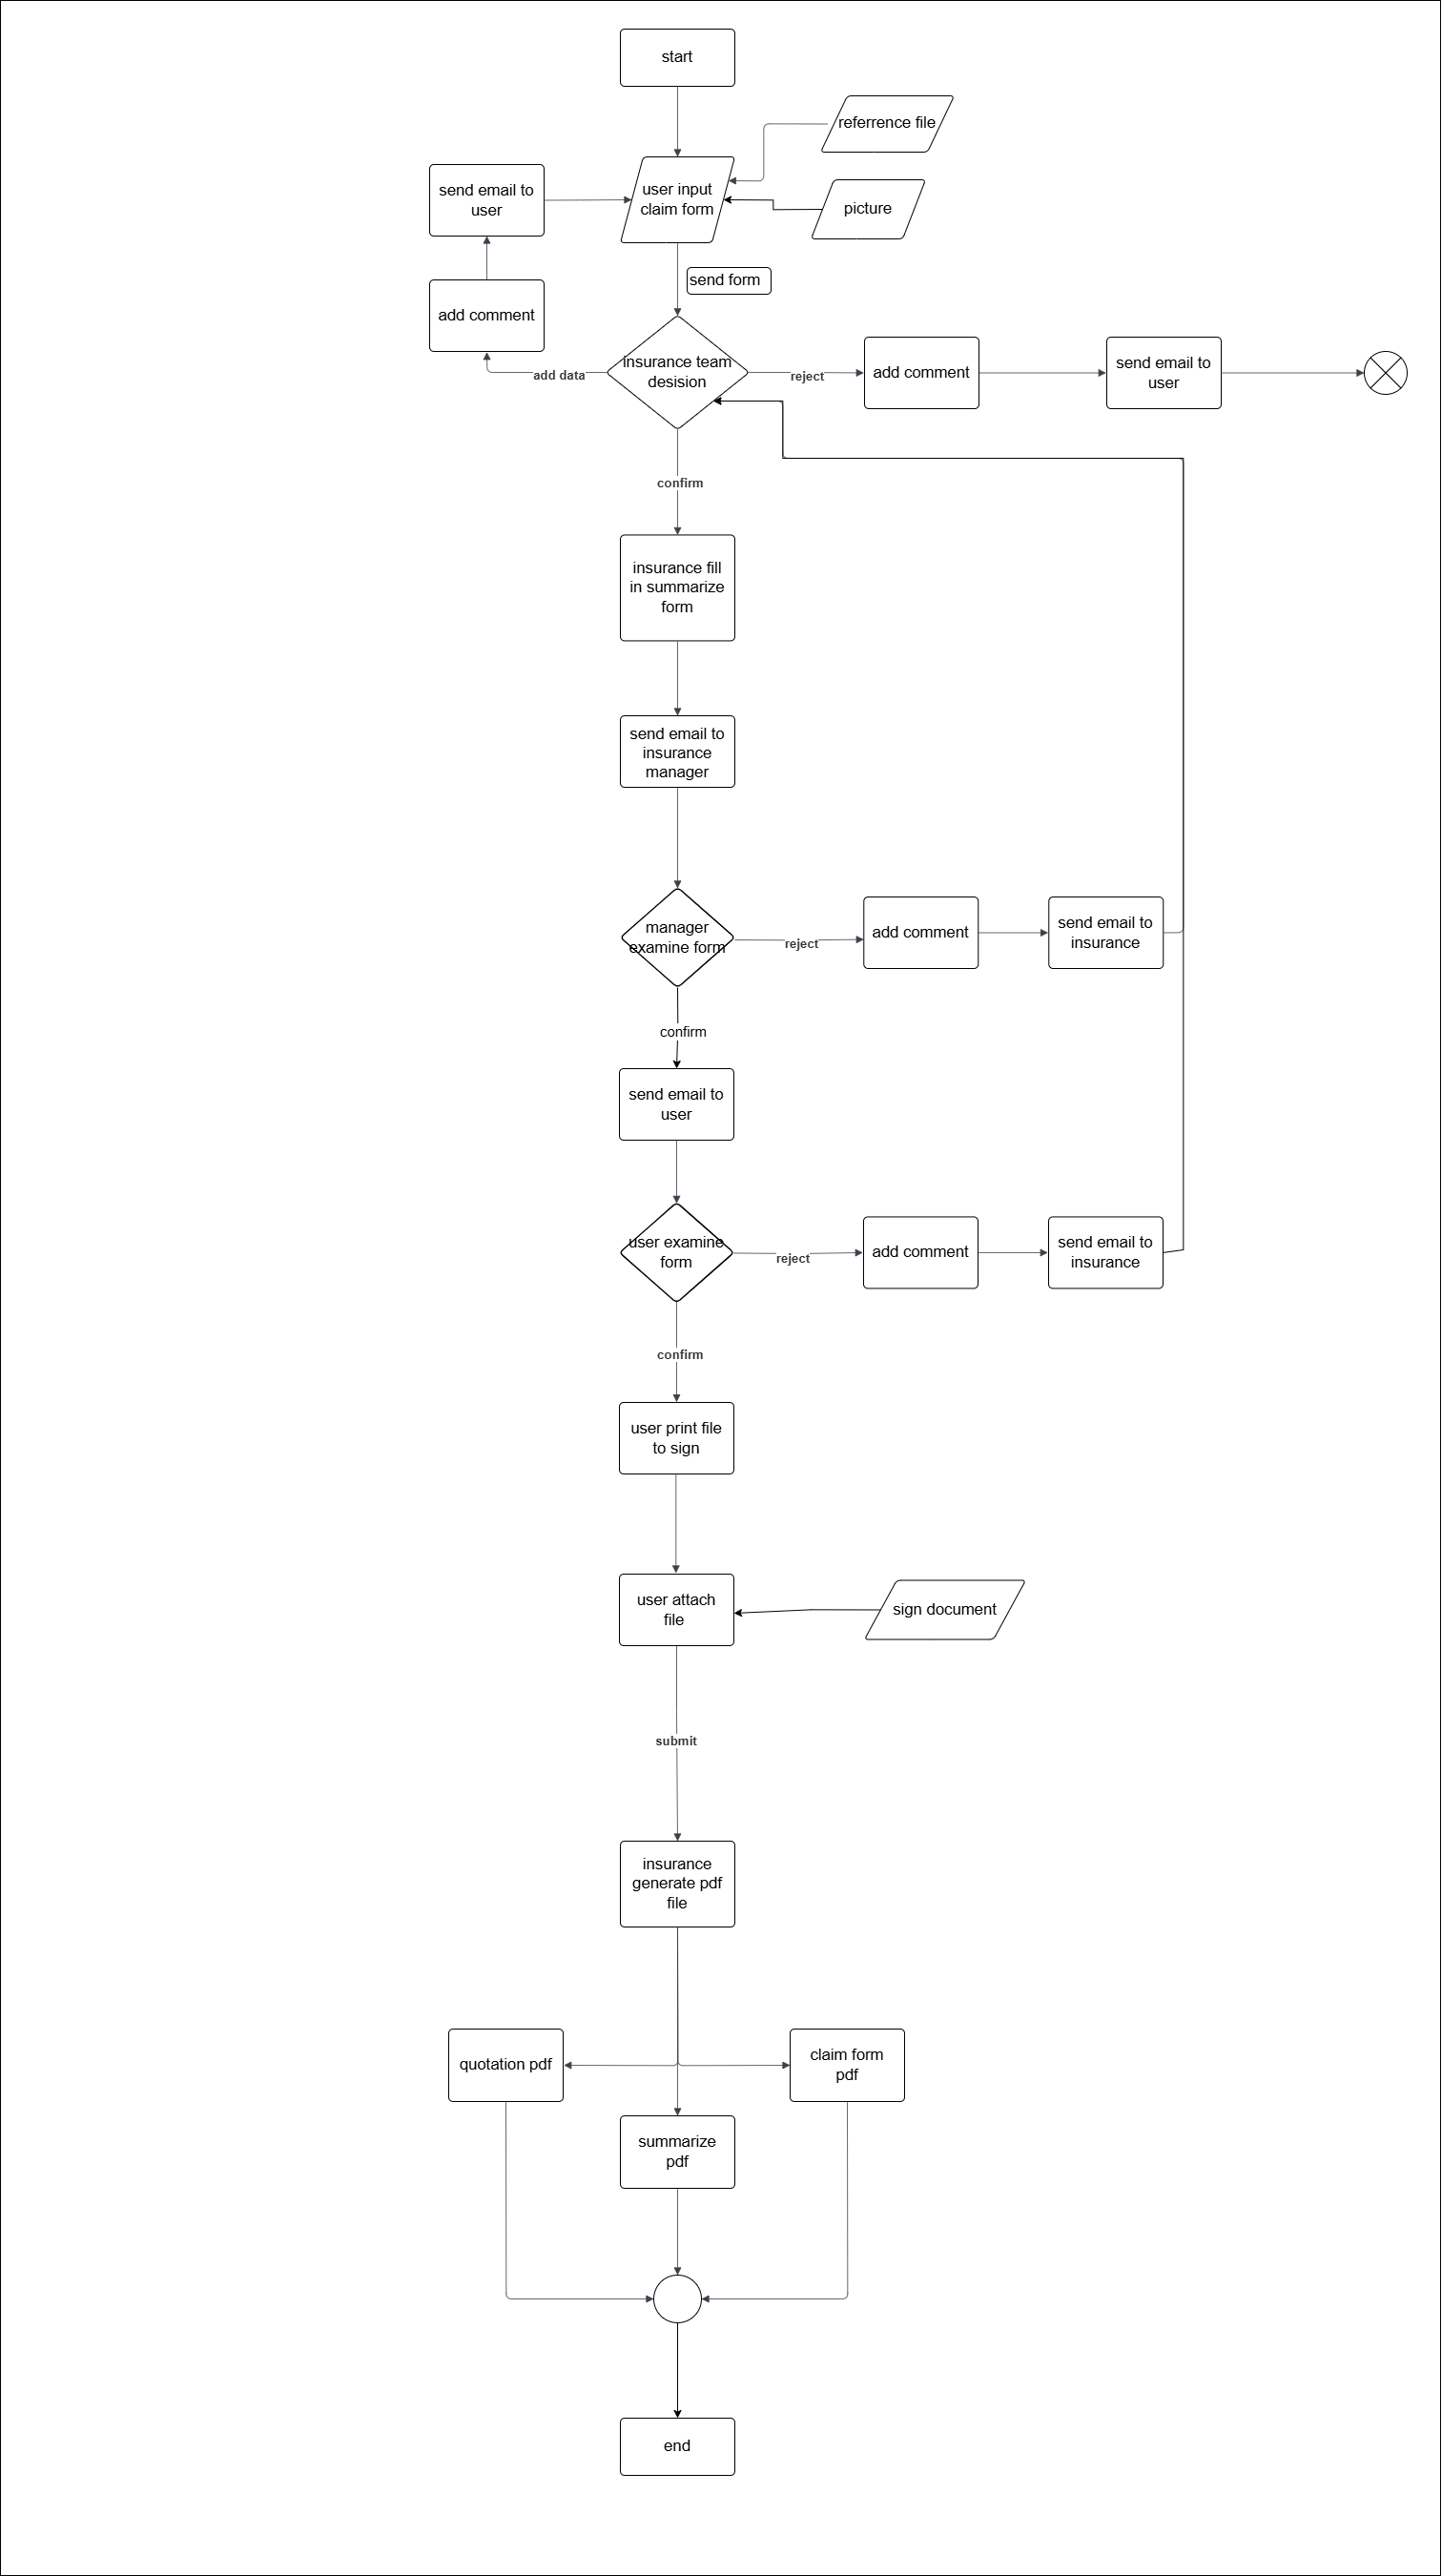 start
referrence file
send email to
user
user input
claim form
picture
send form
add comment
insurance team
desision
add data
reject
add comment
send email to
user
confirm
insurance fill
in summarize
form
send email to
insurance
manager
manager
examine form
reject
add comment
send email to
insurance
confirm
send email to
user
user examine
form
reject
add comment
send email to
insurance
confirm
user print file
to sign
user attach
file
sign document
submit
insurance
generate pdf
file
quotation pdf
claim form
pdf
summarize
pdf
end